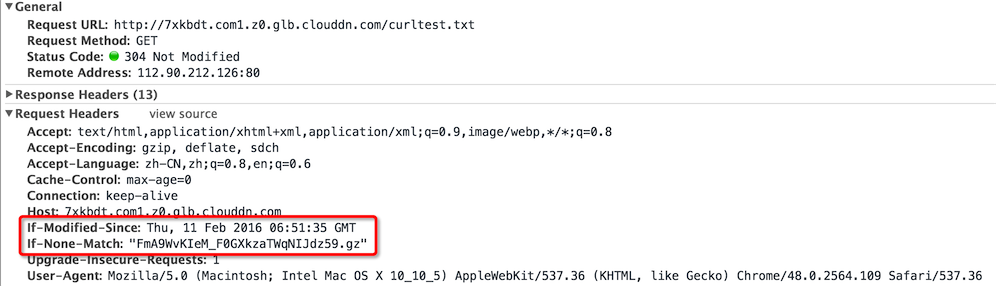 General
Request URL: http://7xkbdt.com1.z0.glb.clouddn.com/curltest.txt
Request Method: GET
Status Code: 304 Not Modified
Remote Address: 112.90.212.126:80
Response Headers (13)
Request Headers view source
Accept: text/html,application/xhtml+xml,application/xml;q=0.9,image/webp,*/*;q=0.8
Accept-Encoding: gzip, deflate, sdch
Accept-Language: zh-CN,zh;q=0.8,en;q=0.6
Cache-Control: max-age=0
Connection: keep-alive
Host: 7xkbdt.com1.z0.glb.clouddn.com
If-Modified-Since: Thu, 11 Feb 2016 06:51:35 GMT
If-None-Match: "FmA9WvKIeM_F0GXkzaTWqNIJdz59.gz"
Upgrade-Insecure-Requests: 1
User-Agent: Mozilla/5.0 (Macintosh; Intel Mac OS X 10_10_5) AppleWebKit/537.36 (KHTML, like Gecko) Chrome/48.0.2564.109 Safari/537.36